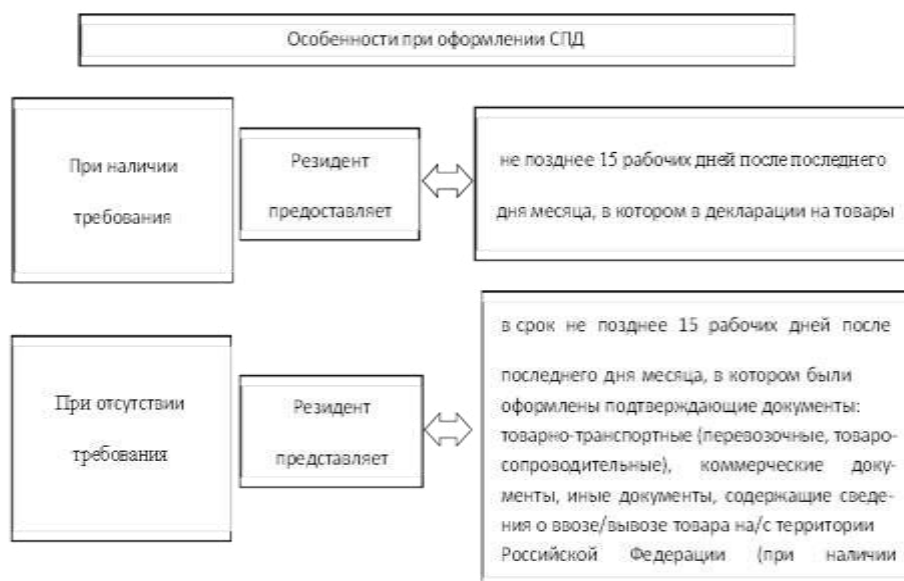 Особенности при оформлении СПД
При наличии
требования
Резидент
предоставляет
не позднее 15 рабочих дней после последнего
дня месяца, в котором в декларации на товары
При отсутствии
требования
Резидент
представляет
в срок не позднее 15 рабочих дней после
последнего дня месяца, в котором были
оформлены подтверждающие документы:
товарно-транспортные (перевозочные, товаро-
сопроводительные), коммерческие доку-
менты, иные документы, содержащие сведе-
ния о ввозе/вывозе товара на/с территории
Российской Федерации (при наличии